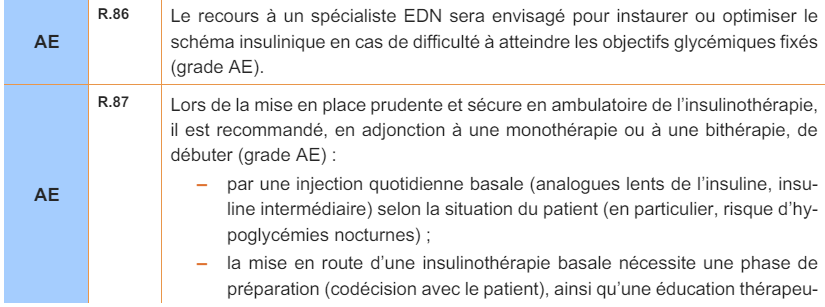 AE
R.86
Le recours à un spécialiste EDN sera envisagé pour instaurer ou optimiser le
schéma insulinique en cas de difficulté à atteindre les objectifs glycémiques fixés
(grade AE).
AE
R.87
Lors de la mise en place prudente et sécure en ambulatoire de l’insulinothérapie,
il est recommandé, en adjonction à une monothérapie ou à une bithérapie, de
débuter (grade AE) :
– par une injection quotidienne basale (analogues lents de l’insuline, insu-
line intermédiaire) selon la situation du patient (en particulier, risque d’hy-
poglycémies nocturnes) ;
– la mise en route d’une insulinothérapie basale nécessite une phase de
préparation (codécision avec le patient), ainsi qu’une éducation thérapeu-